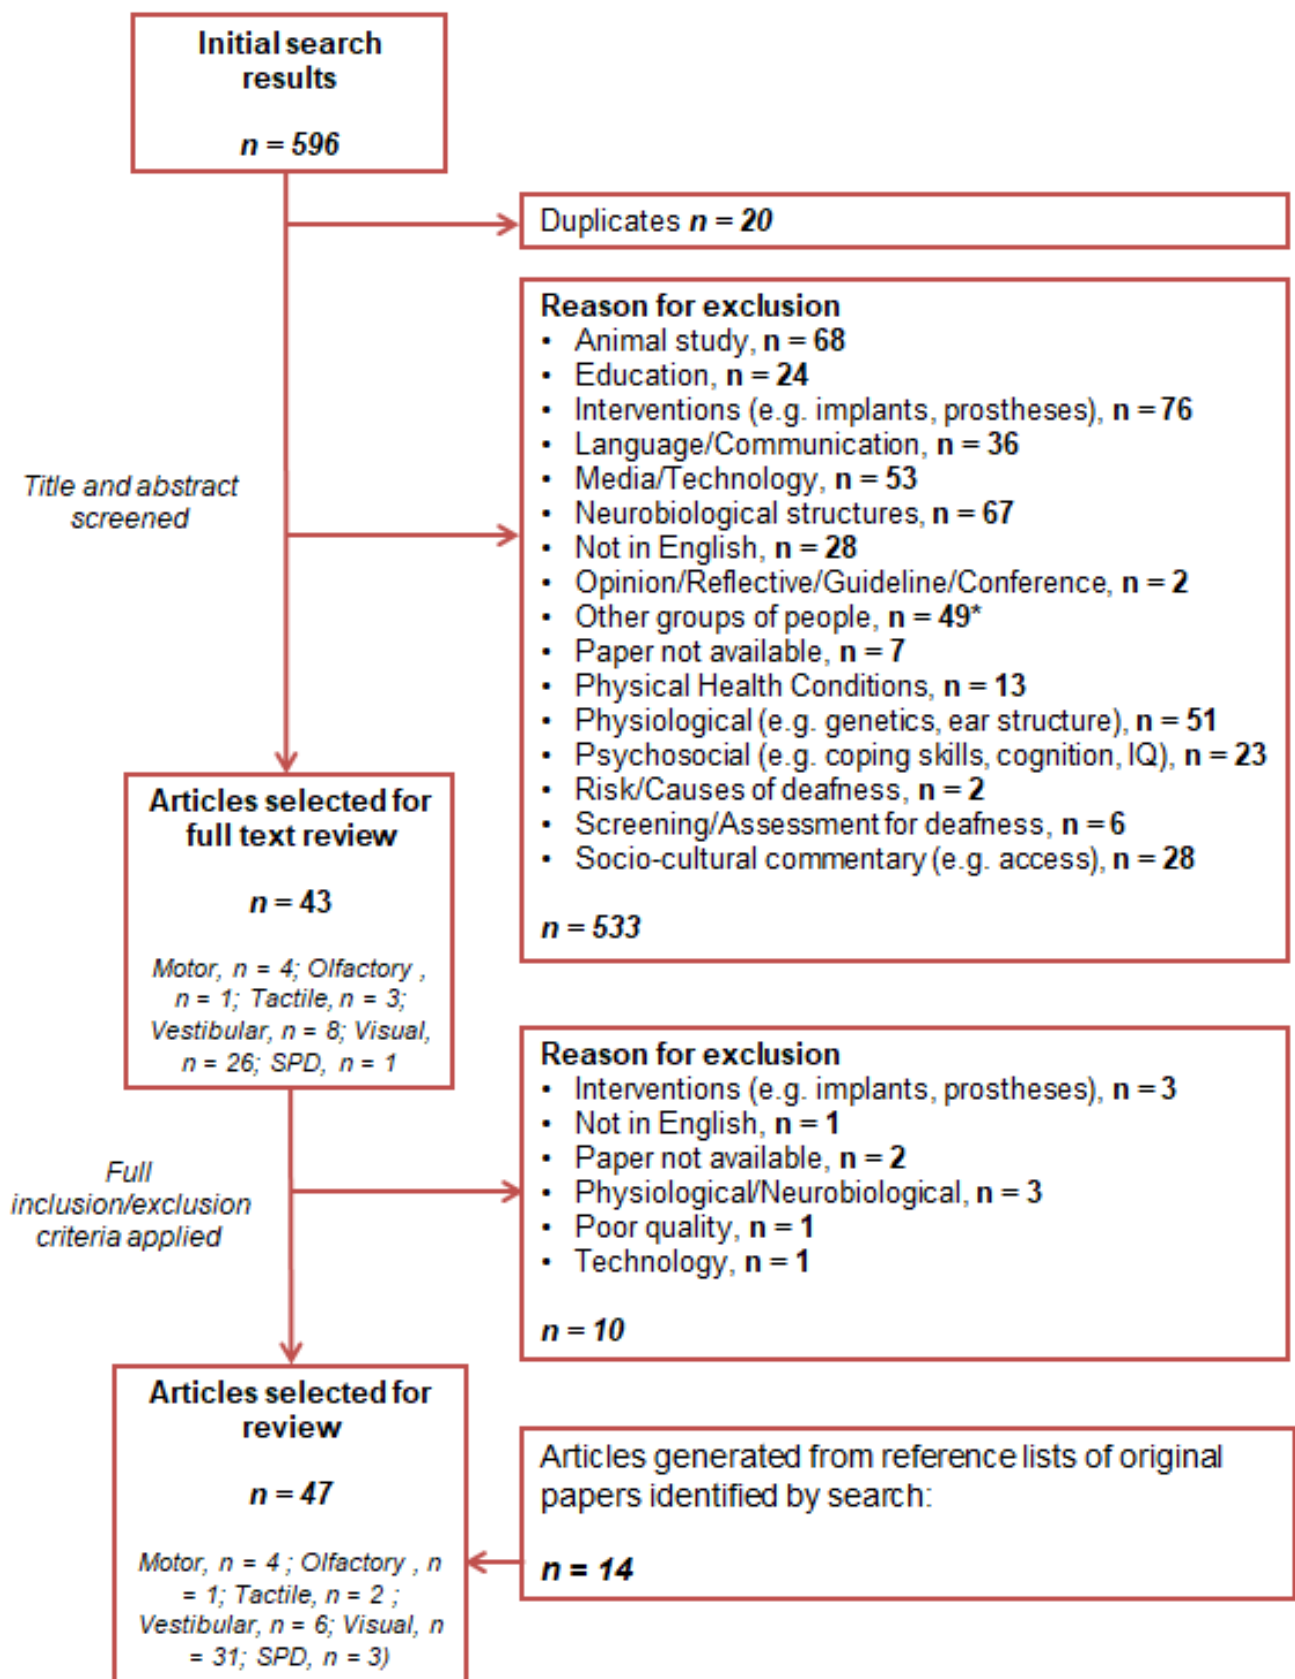 Initial search
results
n = 596
Duplicates n = 20
Reason for exclusion
• Animal study, n = 68
• Education, n = 24
• Interventions (e.g. implants, prostheses), n = 76
• Language/Communication, n = 36
• Media/Technology, n = 53
• Neurobiological structures, n = 67
• Not in English, n = 28
• Opinion/Reflective/Guideline/Conference, n = 2
• Other groups of people, n = 49*
• Paper not available, n = 7
• Physical Health Conditions, n = 13
• Physiological (e.g. genetics, ear structure), n = 51
• Psychosocial (e.g. coping skills, cognition, IQ), n = 23
• Risk/Causes of deafness, n = 2
• Screening/Assessment for deafness, n = 6
• Socio-cultural commentary (e.g. access), n = 28
n = 533
Title and abstract
screened
Articles selected for
full text review
n = 43
Motor, n = 4; Olfactory ,
n = 1; Tactile, n = 3;
Vestibular, n = 8; Visual,
n = 26; SPD, n = 1
Reason for exclusion
• Interventions (e.g. implants, prostheses), n = 3
• Not in English, n = 1
• Paper not available, n = 2
• Physiological/Neurobiological, n = 3
• Poor quality, n = 1
• Technology, n = 1
n = 10
Full
inclusion/exclusion
criteria applied
Articles selected for
review
n = 47
Motor, n = 4 ; Olfactory , n
= 1; Tactile, n = 2 ;
Vestibular, n = 6; Visual, n
= 31; SPD, n = 3)
Articles generated from reference lists of original
papers identified by search:
n = 14